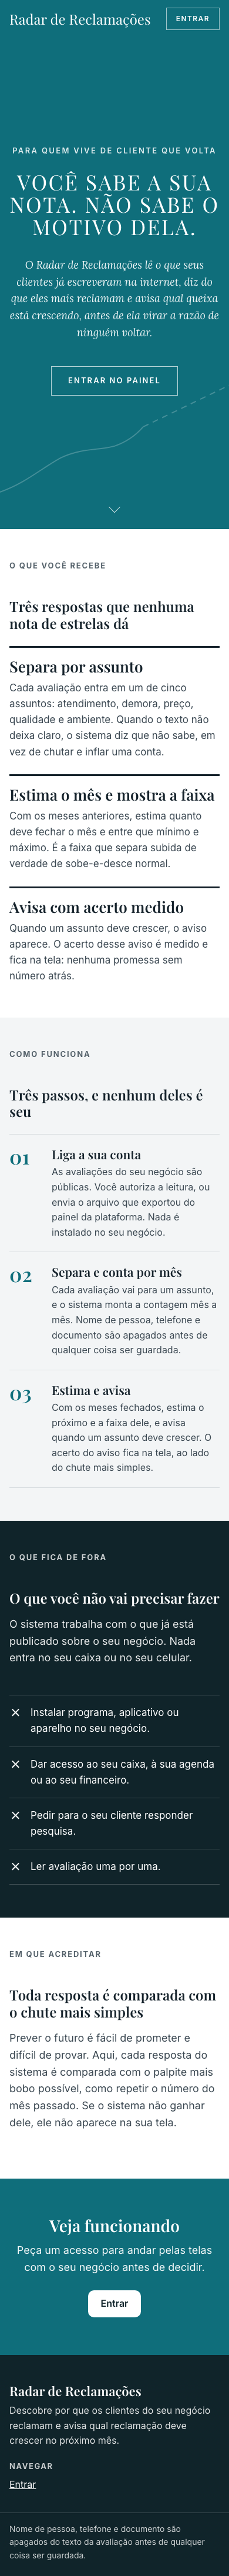 Radar de Reclamações
ENTRAR
PARA QUEM VIVE DE CLIENTE QUE VOLTA
VOCÊ SABE A SUA
NOTA. NÃO SABE O
MOTIVO DELA.
O Radar de Reclamações lê o que seus
clientes já escreveram na internet, diz do
que eles mais reclamam e avisa qual queixa
está crescendo, antes de ela virar a razão de
ninguém voltar.
ENTRAR NO PAINEL
O QUE VOCÊ RECEBE
Três respostas que nenhuma
nota de estrelas dá
Separa por assunto
Cada avaliação entra em um de cinco
assuntos: atendimento, demora, preço,
qualidade e ambiente. Quando o texto não
deixa claro, o sistema diz que não sabe, em
vez de chutar e inflar uma conta.
Estima o mês e mostra a faixa
Com os meses anteriores, estima quanto
deve fechar o mês e entre que mínimo e
máximo. É a faixa que separa subida de
verdade de sobe-e-desce normal.
Avisa com acerto medido
Quando um assunto deve crescer, o aviso
aparece. O acerto desse aviso é medido e
fica na tela: nenhuma promessa sem
número atrás.
COMO FUNCIONA
Três passos, e nenhum deles é
seu
01
Liga a sua conta
As avaliações do seu negócio são
públicas. Você autoriza a leitura, ou
envia o arquivo que exportou do
painel da plataforma. Nada é
instalado no seu negócio.
02
Separa e conta por mês
Cada avaliação vai para um assunto,
e o sistema monta a contagem mês a
mês. Nome de pessoa, telefone e
documento são apagados antes de
qualquer coisa ser guardada.
03
Estima e avisa
Com os meses fechados, estima o
próximo e a faixa dele, e avisa
quando um assunto deve crescer. O
acerto do aviso fica na tela, ao lado
do chute mais simples.
O QUE FICA DE FORA
O que você não vai precisar fazer
O sistema trabalha com o que já está
publicado sobre o seu negócio. Nada
entra no seu caixa ou no seu celular.
Instalar programa, aplicativo ou
aparelho no seu negócio.
Dar acesso ao seu caixa, à sua agenda
ou ao seu financeiro.
Pedir para o seu cliente responder
pesquisa.
Ler avaliação uma por uma.
EM QUE ACREDITAR
Toda resposta é comparada com
o chute mais simples
Prever o futuro é fácil de prometer e
difícil de provar. Aqui, cada resposta do
sistema é comparada com o palpite mais
bobo possível, como repetir o número do
mês passado. Se o sistema não ganhar
dele, ele não aparece na sua tela.
Veja funcionando
Peça um acesso para andar pelas telas
com o seu negócio antes de decidir.
Entrar
Radar de Reclamações
Descobre por que os clientes do seu negócio
reclamam e avisa qual reclamação deve
crescer no próximo mês.
NAVEGAR
Entrar
Nome de pessoa, telefone e documento são
apagados do texto da avaliação antes de qualquer
coisa ser guardada.